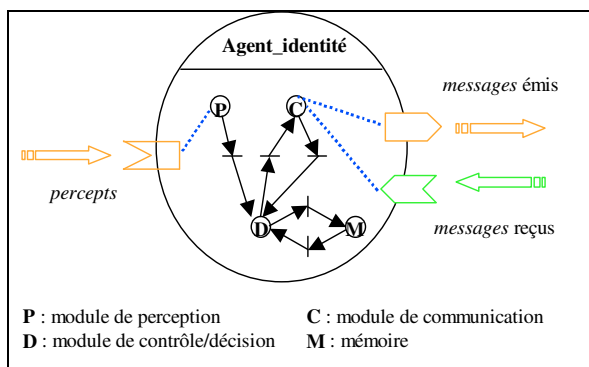 Agent_identité
messages émis
P
C
percepts
D
M
messages reçus
P : module de perception
C : module de communication
D : module de contrôle/décision
M : mémoire